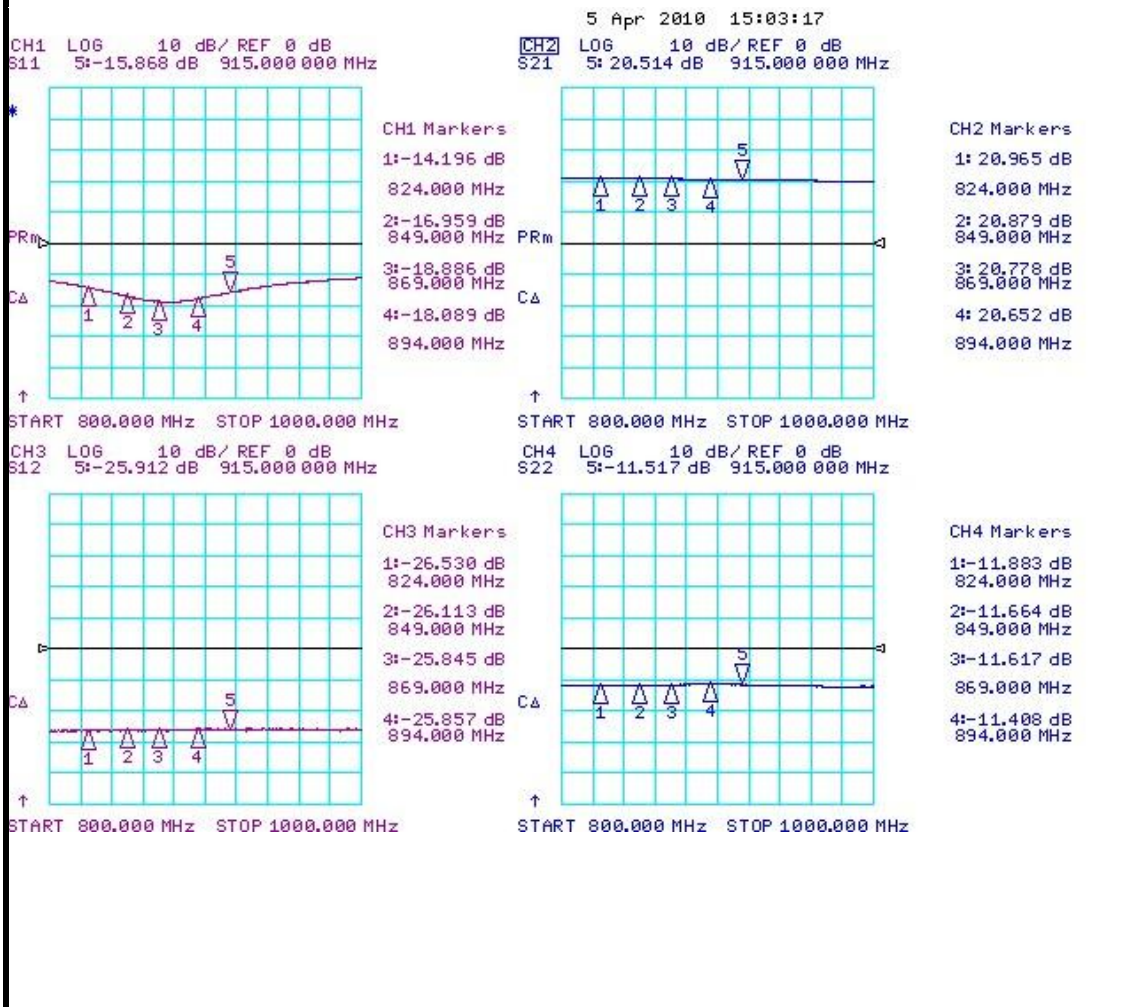 5 Apr 2010 15:03:17
CH1 LOG 10 dB/ REF 0 dB
S11 5:-15.868 dB 915.000 000 MHz
*
CH1 Markers
1:-14.196 dB
824.000 MHz
2:-16.959 dB
849.000 MHz
3:-18.886 dB
869.000 MHz
4:-18.089 dB
894.000 MHz
PRm
CΔ
5
1
2
3
4
↑
START 800.000 MHz STOP 1000.000 MHz
CH2 LOG 10 dB/ REF 0 dB
S21 5: 20.514 dB 915.000 000 MHz
CH2 Markers
1: 20.965 dB
824.000 MHz
2: 20.879 dB
849.000 MHz
3: 20.778 dB
869.000 MHz
4: 20.652 dB
894.000 MHz
5
1
2
3
4
PRm
CΔ
↑
START 800.000 MHz STOP 1000.000 MHz
CH3 LOG 10 dB/ REF 0 dB
S12 5:-25.912 dB 915.000 000 MHz
CH3 Markers
1:-26.530 dB
824.000 MHz
2:-26.113 dB
849.000 MHz
3:-25.845 dB
869.000 MHz
4:-25.857 dB
894.000 MHz
CΔ
5
1
2
3
4
↑
START 800.000 MHz STOP 1000.000 MHz
CH4 LOG 10 dB/ REF 0 dB
S22 5:-11.517 dB 915.000 000 MHz
CH4 Markers
1:-11.883 dB
824.000 MHz
2:-11.664 dB
849.000 MHz
3:-11.617 dB
869.000 MHz
4:-11.408 dB
894.000 MHz
5
CΔ
1
2
3
4
↑
START 800.000 MHz STOP 1000.000 MHz